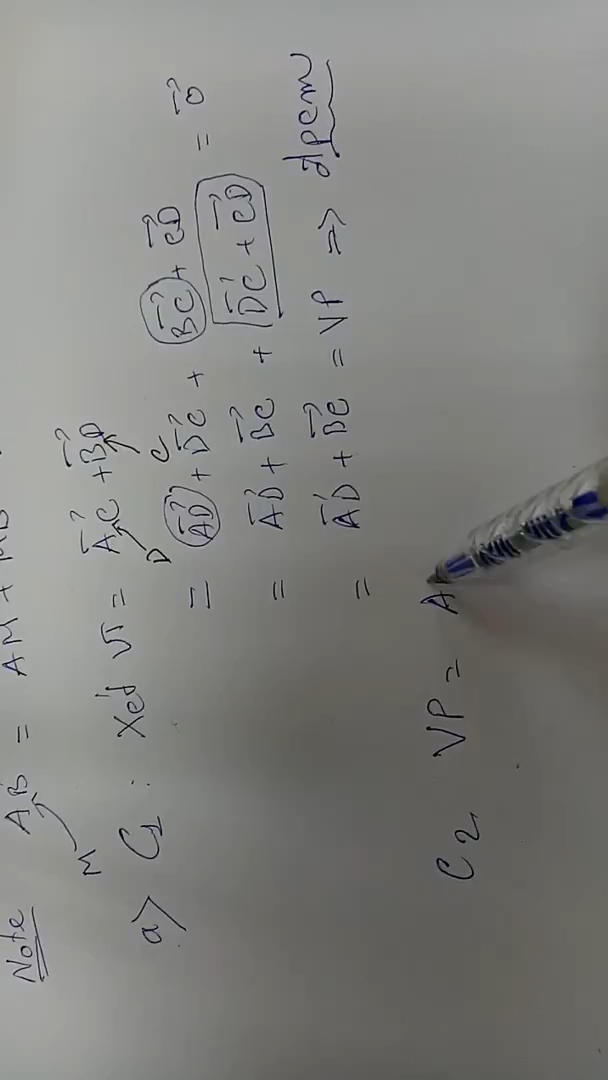 Note AB⃗ = AM + MB
M
a) C1: Xét VT = AC⃗ + BD⃗
D C
= AD⃗ + DC⃗ + BC⃗ + CD⃗ = 0⃗
= AD⃗ + BC⃗ + DC⃗ + CD⃗
= AD⃗ + BC⃗ = VP => đpcm
C2 VP = A